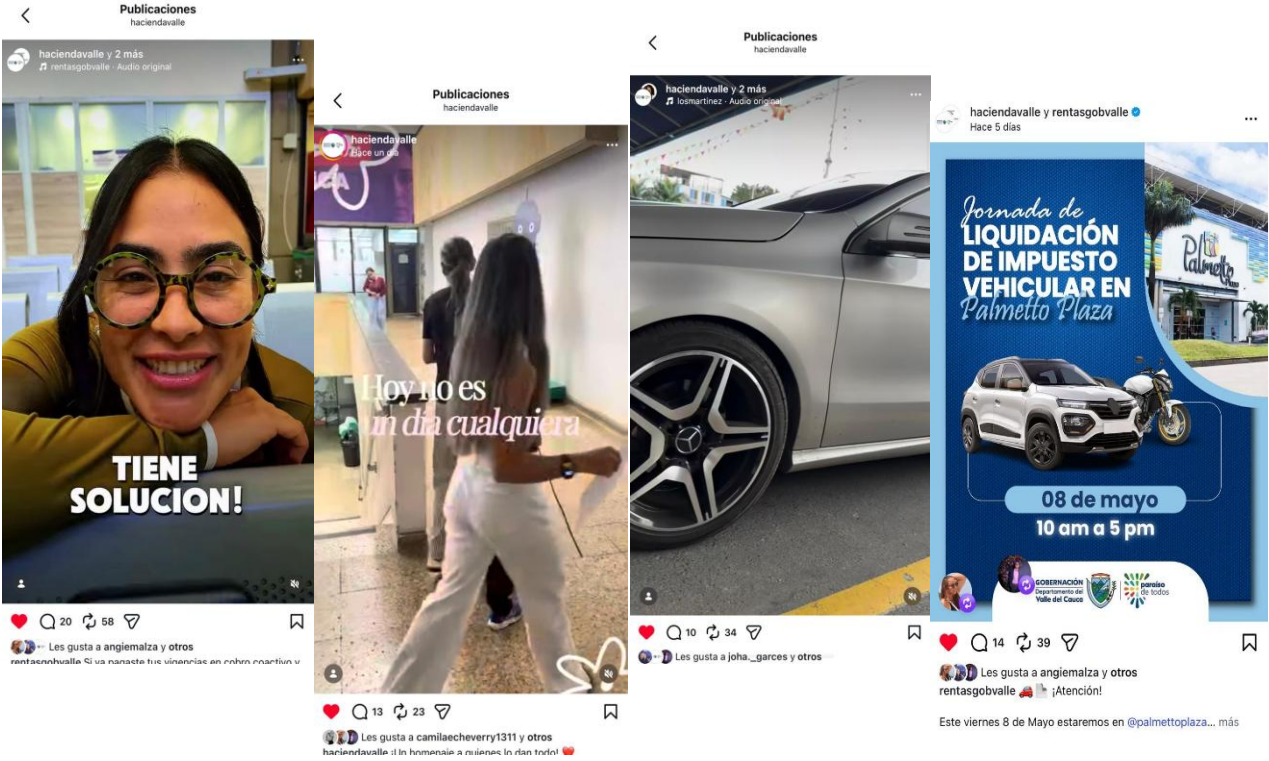 Publicaciones
haciendavalle
haciendavalle y 2 más
rentasgobvalle · Audio original
TIENE
SOLUCION!
20
58
Les gusta a angiemalza y otros
rentasgobvalle Si ya pagaste tus vigencias en cobro coactivo y
Publicaciones
haciendavalle
haciendavalle
Hace un día
Hoy no es
un día cualquiera
13
23
Les gusta a camilaecheverry1311 y otros
haciendavalle ¡Un homenaje a quienes lo dan todo! ❤️
Publicaciones
haciendavalle
haciendavalle y 2 más
losmartinez · Audio original
10
34
Les gusta a joha._garces y otros
haciendavalle y rentasgobvalle
Hace 5 días
Jornada de
LIQUIDACIÓN
DE IMPUESTO
VEHICULAR EN
Palmetto Plaza
Palmetto
Plaza
08 de mayo
10 am a 5 pm
GOBERNACIÓN
Departamento del
Valle del Cauca
paraíso
de todos
14
39
Les gusta a angiemalza y otros
rentasgobvalle 🚗📄 ¡Atención!
Este viernes 8 de Mayo estaremos en @palmettoplaza... más